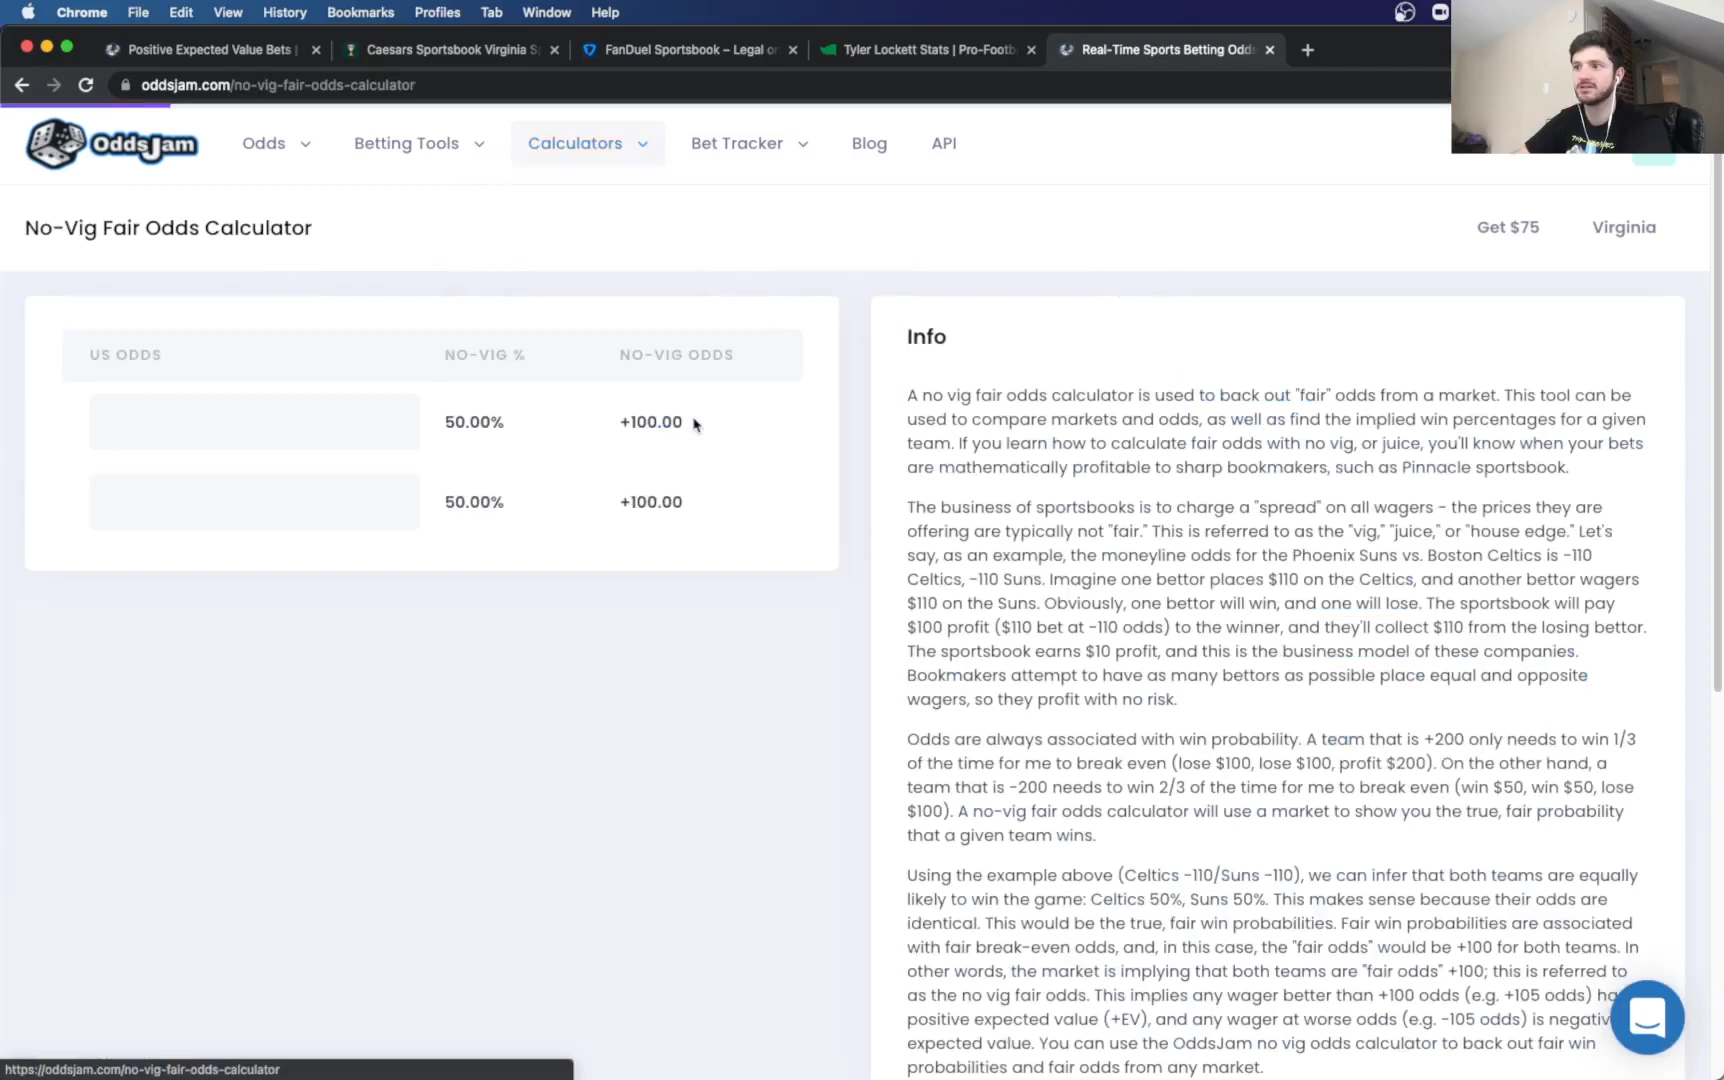 Chrome File Edit View History Bookmarks Profiles Tab Window Help
Positive Expected Value Bets |
Caesars Sportsbook Virginia S
FanDuel Sportsbook – Legal or
Tyler Lockett Stats | Pro-Footb
Real-Time Sports Betting Odds
oddsjam.com/no-vig-fair-odds-calculator
OddsJam
Odds
Betting Tools
Calculators
Bet Tracker
Blog
API
No-Vig Fair Odds Calculator
Get $75
Virginia
US ODDS NO-VIG % NO-VIG ODDS
50.00% +100.00
50.00% +100.00
Info
A no vig fair odds calculator is used to back out "fair" odds from a market. This tool can be
used to compare markets and odds, as well as find the implied win percentages for a given
team. If you learn how to calculate fair odds with no vig, or juice, you'll know when your bets
are mathematically profitable to sharp bookmakers, such as Pinnacle sportsbook.
The business of sportsbooks is to charge a "spread" on all wagers - the prices they are
offering are typically not "fair." This is referred to as the "vig," "juice," or "house edge." Let's
say, as an example, the moneyline odds for the Phoenix Suns vs. Boston Celtics is -110
Celtics, -110 Suns. Imagine one bettor places $110 on the Celtics, and another bettor wagers
$110 on the Suns. Obviously, one bettor will win, and one will lose. The sportsbook will pay
$100 profit ($110 bet at -110 odds) to the winner, and they'll collect $110 from the losing bettor.
The sportsbook earns $10 profit, and this is the business model of these companies.
Bookmakers attempt to have as many bettors as possible place equal and opposite
wagers, so they profit with no risk.
Odds are always associated with win probability. A team that is +200 only needs to win 1/3
of the time for me to break even (lose $100, lose $100, profit $200). On the other hand, a
team that is -200 needs to win 2/3 of the time for me to break even (win $50, win $50, lose
$100). A no-vig fair odds calculator will use a market to show you the true, fair probability
that a given team wins.
Using the example above (Celtics -110/Suns -110), we can infer that both teams are equally
likely to win the game: Celtics 50%, Suns 50%. This makes sense because their odds are
identical. This would be the true, fair win probabilities. Fair win probabilities are associated
with fair break-even odds, and, in this case, the "fair odds" would be +100 for both teams. In
other words, the market is implying that both teams are "fair odds" +100; this is referred to
as the no vig fair odds. This implies any wager better than +100 odds (e.g. +105 odds) ha
positive expected value (+EV), and any wager at worse odds (e.g. -105 odds) is negativ
expected value. You can use the OddsJam no vig odds calculator to back out fair win
probabilities and fair odds from any market.
https://oddsjam.com/no-vig-fair-odds-calculator